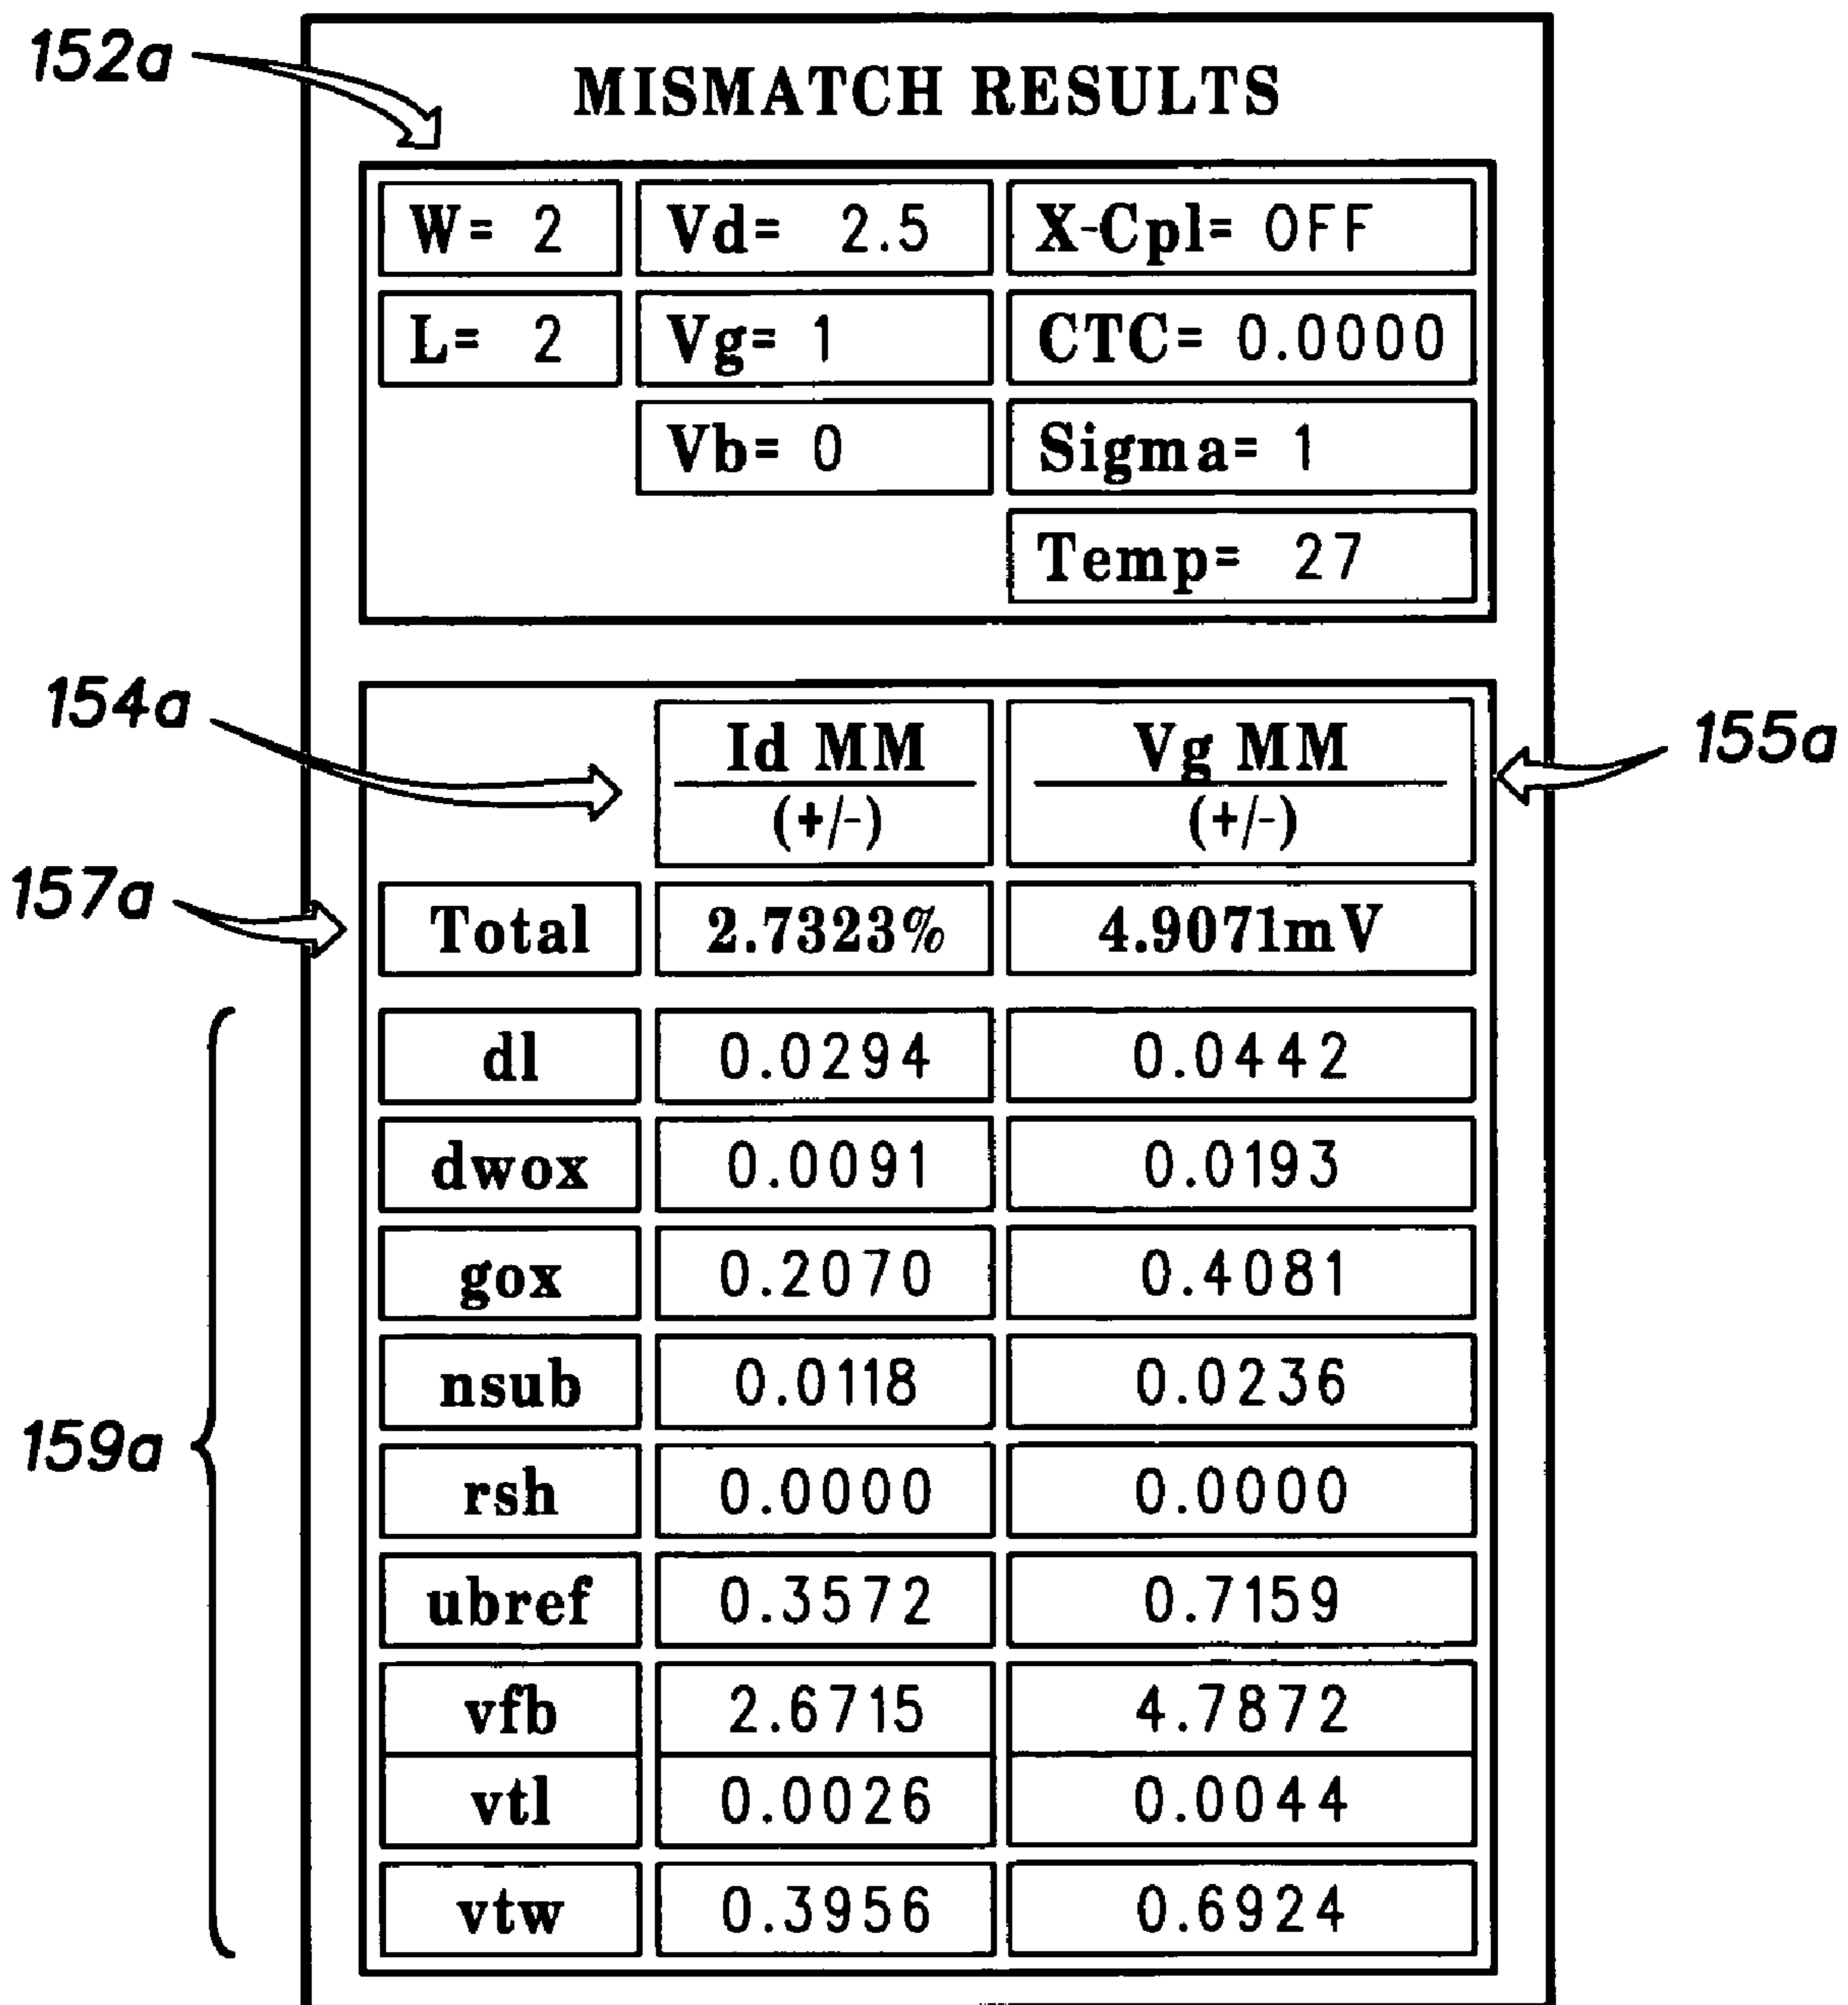 152a
MISMATCH RESULTS
W= 2 Vd= 2.5 X-Cpl= OFF
L= 2 Vg= 1 CTC= 0.0000
Vb= 0 Sigma= 1
Temp= 27
154a
Id MM Vg MM
155a
(+/-) (+/-)
157a
Total 2.7323% 4.9071mV
dl 0.0294 0.0442
dwox 0.0091 0.0193
gox 0.2070 0.4081
nsub 0.0118 0.0236
159a
rsh 0.0000 0.0000
ubref 0.3572 0.7159
vfb 2.6715 4.7872
vtl 0.0026 0.0044
vtw 0.3956 0.6924